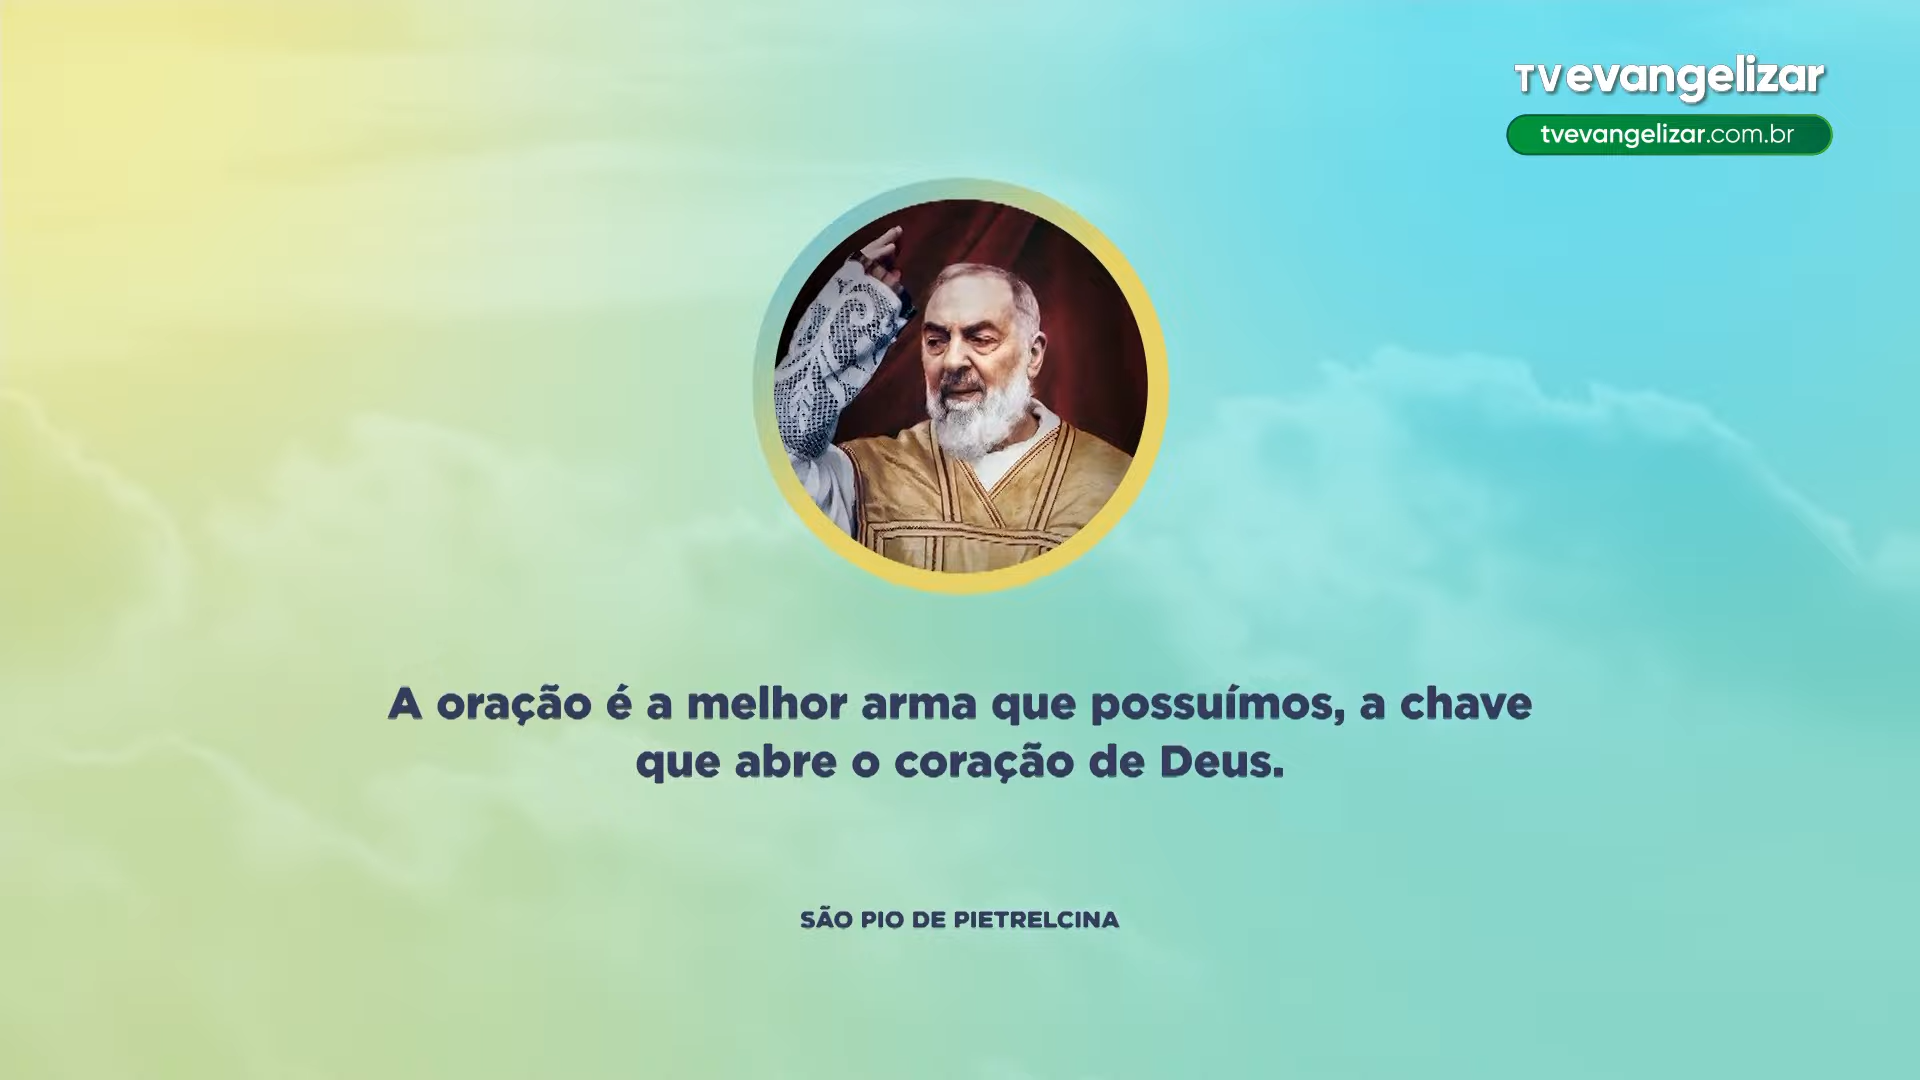 TVevangelizar
tvevangelizar.com.br
A oração é a melhor arma que possuímos, a chave
que abre o coração de Deus.
SÃO PIO DE PIETRELCINA